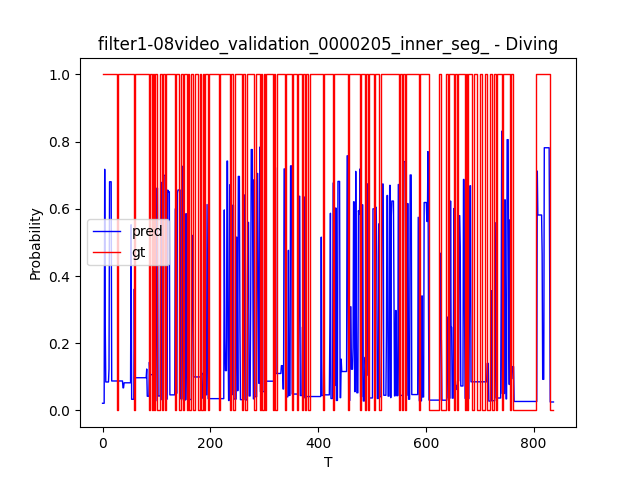 filter1-08video_validation_0000205_inner_seg_ - Diving
1.0
0.8
0.6
0.4
0.2
0.0
Probability
pred
gt
0
200
400
600
800
T